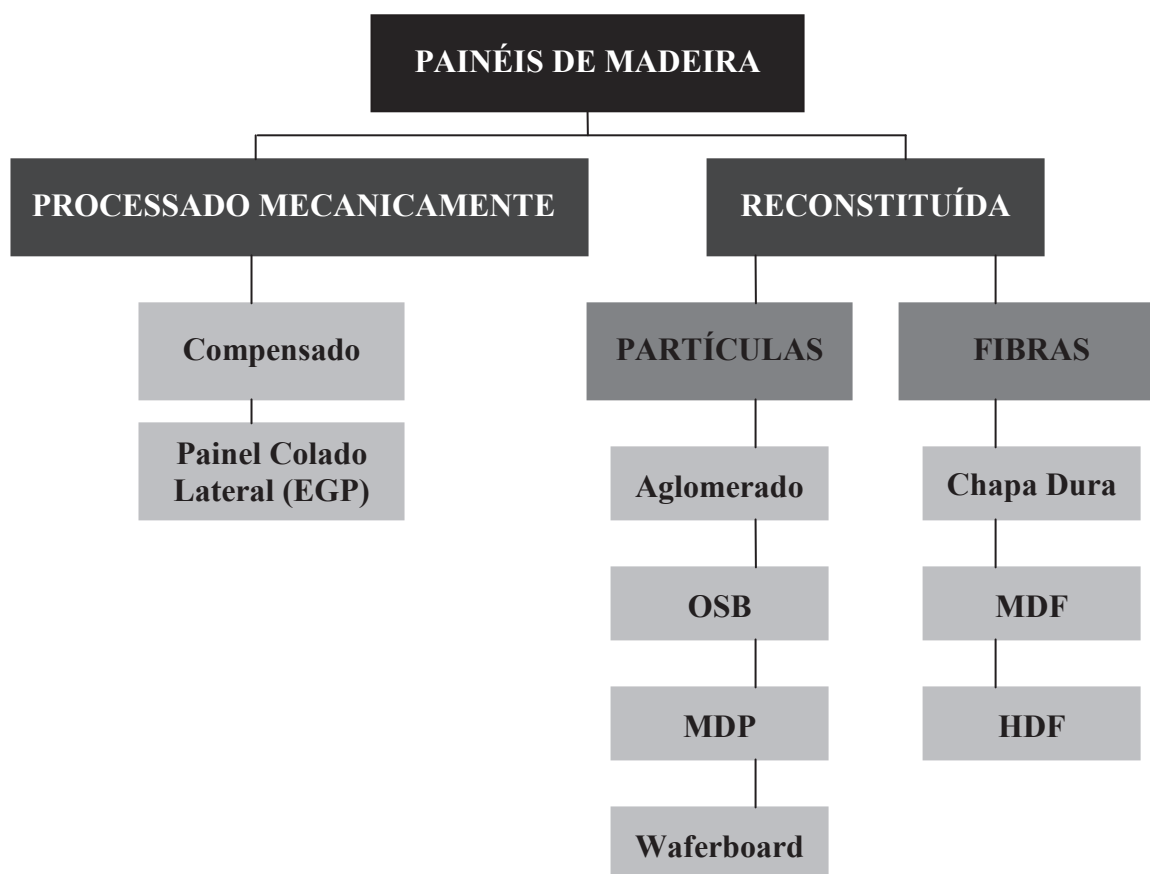 PAINÉIS DE MADEIRA
PROCESSADO MECANICAMENTE
RECONSTITUÍDA
Compensado
Painel Colado
Lateral (EGP)
PARTÍCULAS
Aglomerado
OSB
MDP
Waferboard
FIBRAS
Chapa Dura
MDF
HDF